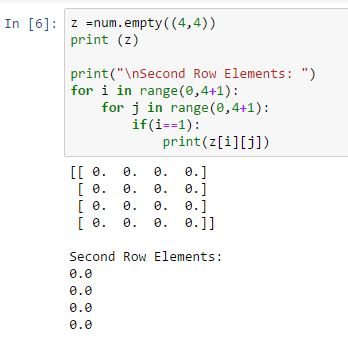 In [6]: z =num.empty((4,4))
print (z)
print("\nSecond Row Elements: ")
for i in range(0,4+1):
    for j in range(0,4+1):
        if(i==1):
            print(z[i][j])
[[ 0.  0.  0.  0.]
 [ 0.  0.  0.  0.]
 [ 0.  0.  0.  0.]
 [ 0.  0.  0.  0.]]
Second Row Elements:
0.0
0.0
0.0
0.0